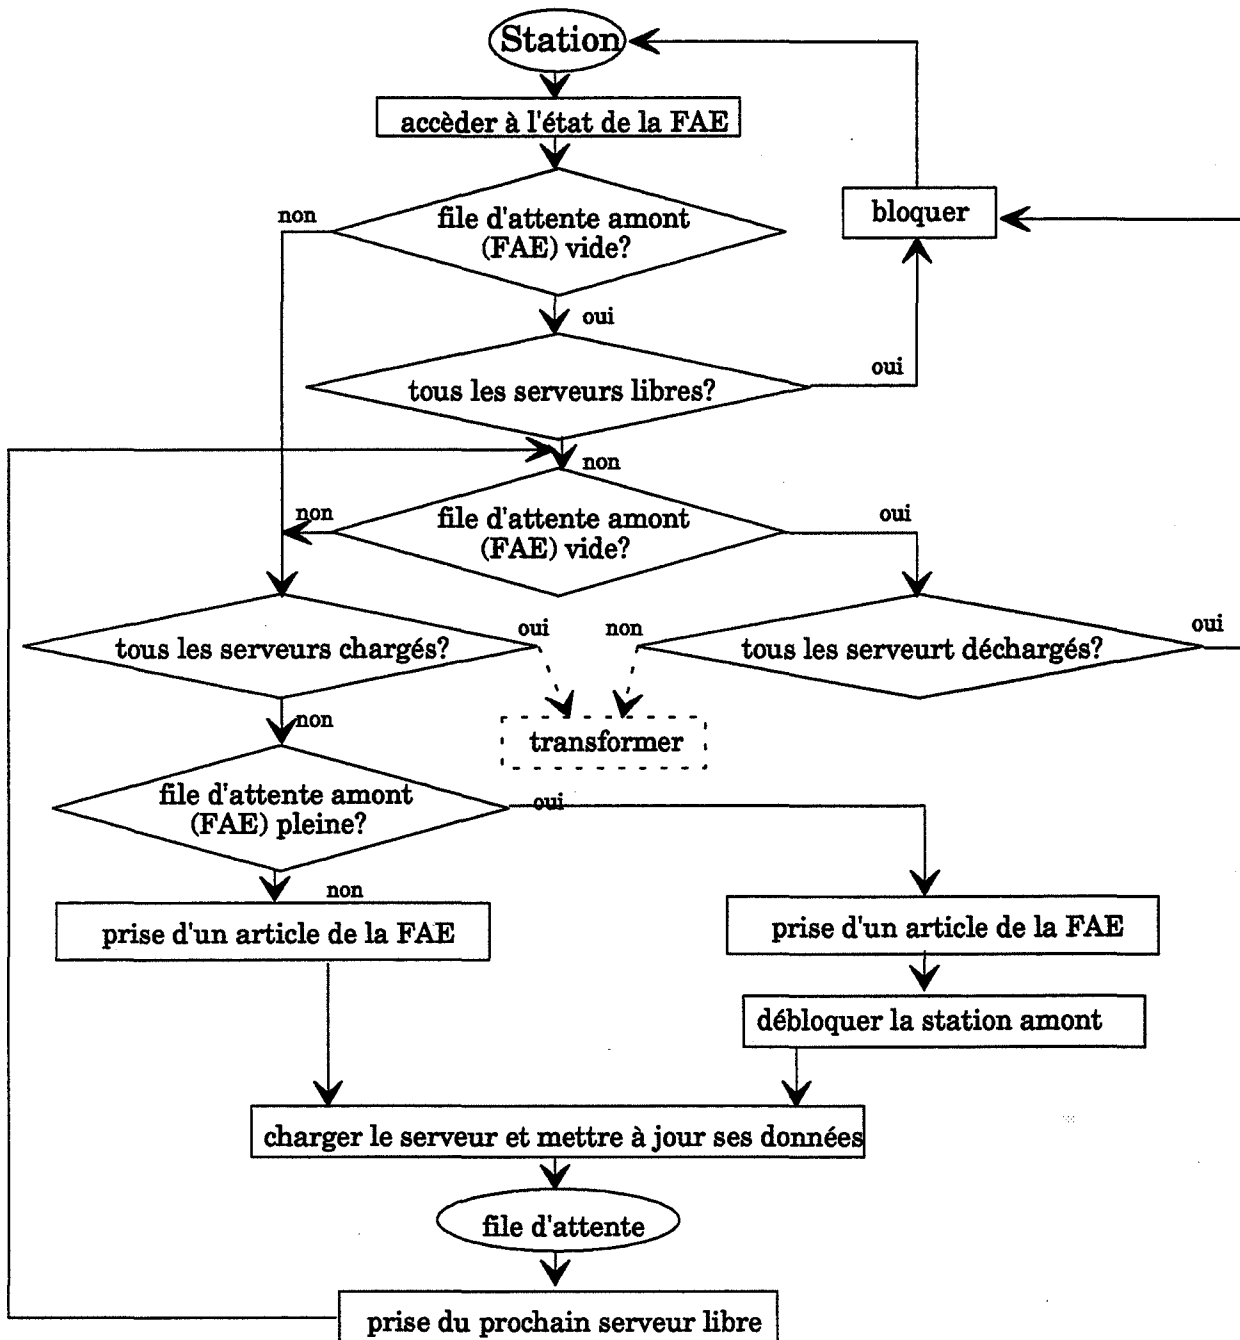 Station
accèder à l'état de la FAE
non
file d'attente amont
(FAE) vide?
bloquer
oui
tous les serveurs libres?
oui
non
non
file d'attente amont
(FAE) vide?
oui
tous les serveurs chargés?
oui
non
tous les serveurt déchargés?
oui
non
transformer
file d'attente amont
(FAE) pleine?
oui
non
prise d'un article de la FAE
prise d'un article de la FAE
débloquer la station amont
charger le serveur et mettre à jour ses données
file d'attente
prise du prochain serveur libre